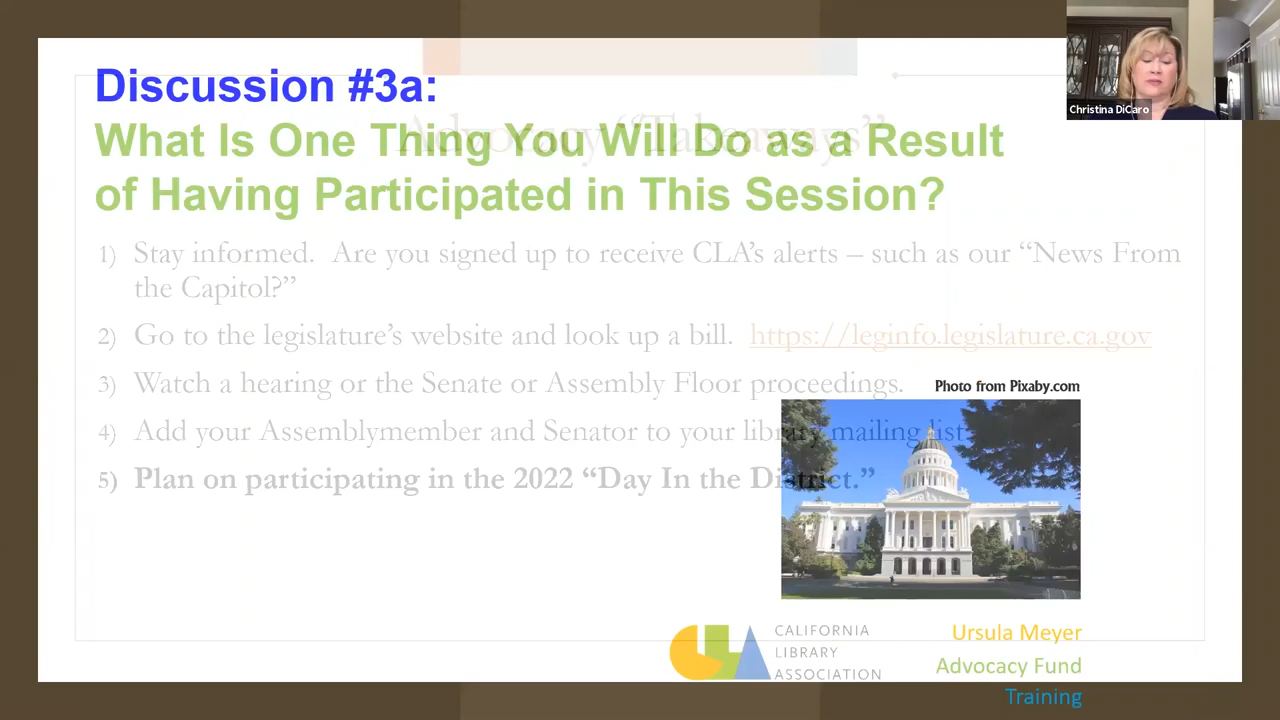 Christina DiCaro
Discussion #3a:
Advocacy “Takeaways”
What Is One Thing You Will Do as a Result
of Having Participated in This Session?
1) Stay informed. Are you signed up to receive CLA’s alerts – such as our “News From
the Capitol?”
2) Go to the legislature’s website and look up a bill. https://leginfo.legislature.ca.gov
3) Watch a hearing or the Senate or Assembly Floor proceedings.
Photo from Pixaby.com
4) Add your Assemblymember and Senator to your library mailing list.
5) Plan on participating in the 2022 “Day In the District.”
CALIFORNIA
LIBRARY
ASSOCIATION
Ursula Meyer
Advocacy Fund
Training